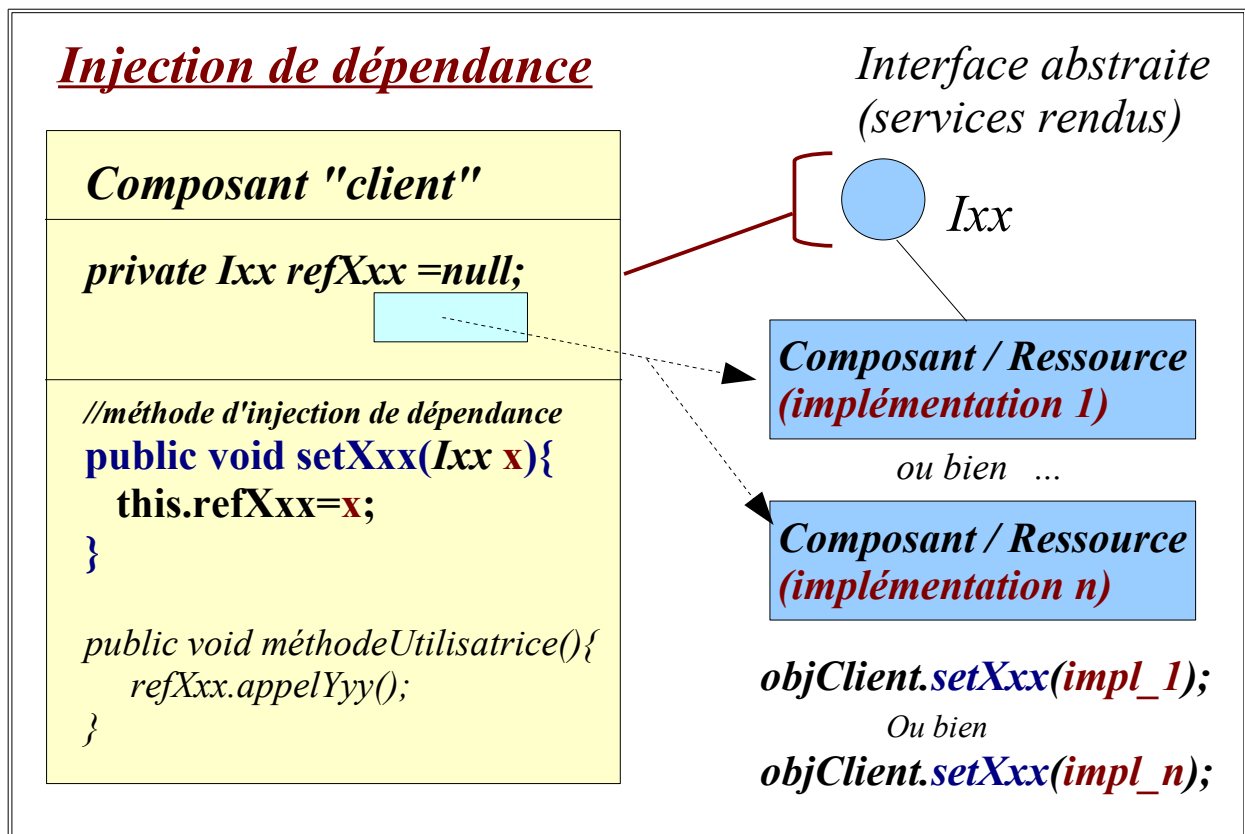 Injection de dépendance
Composant "client"
private Ixx refXxx =null;
//méthode d'injection de dépendance
public void setXxx(Ixx x){
this.refXxx=x;
}
public void méthodeUtilisatrice(){
refXxx.appelYyy();
}
Interface abstraite
(services rendus)
Ixx
Composant / Ressource
(implémentation 1)
ou bien ...
Composant / Ressource
(implémentation n)
objClient.setXxx(impl_1);
Ou bien
objClient.setXxx(impl_n);